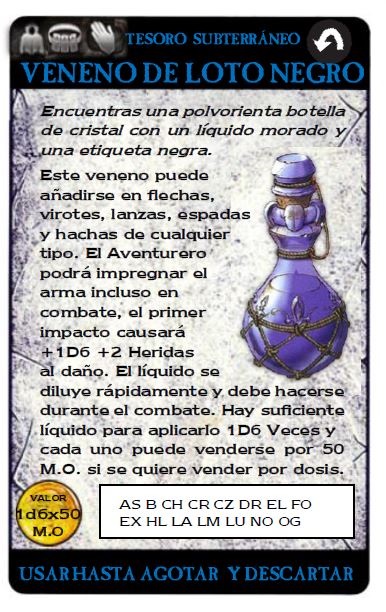 TESORO SUBTERRÁNEO
VENENO DE LOTO NEGRO
Encuentras una polvorienta botella
de cristal con un líquido morado y
una etiqueta negra.
Este veneno puede
añadirse en flechas,
virotes, lanzas, espadas
y hachas de cualquier
tipo. El Aventurero
podrá impregnar el
arma incluso en
combate, el primer
impacto causará
+1D6 +2 Heridas
al daño. El líquido se
diluye rápidamente y debe hacerse
durante el combate. Hay suficiente
líquido para aplicarlo 1D6 Veces y
cada uno puede venderse por 50
M.O. si se quiere vender por dosis.
VALOR
1d6x50
M.O
AS B CH CR CZ DR EL FO
EX HL LA LM LU NO OG
USAR HASTA AGOTAR Y DESCARTAR